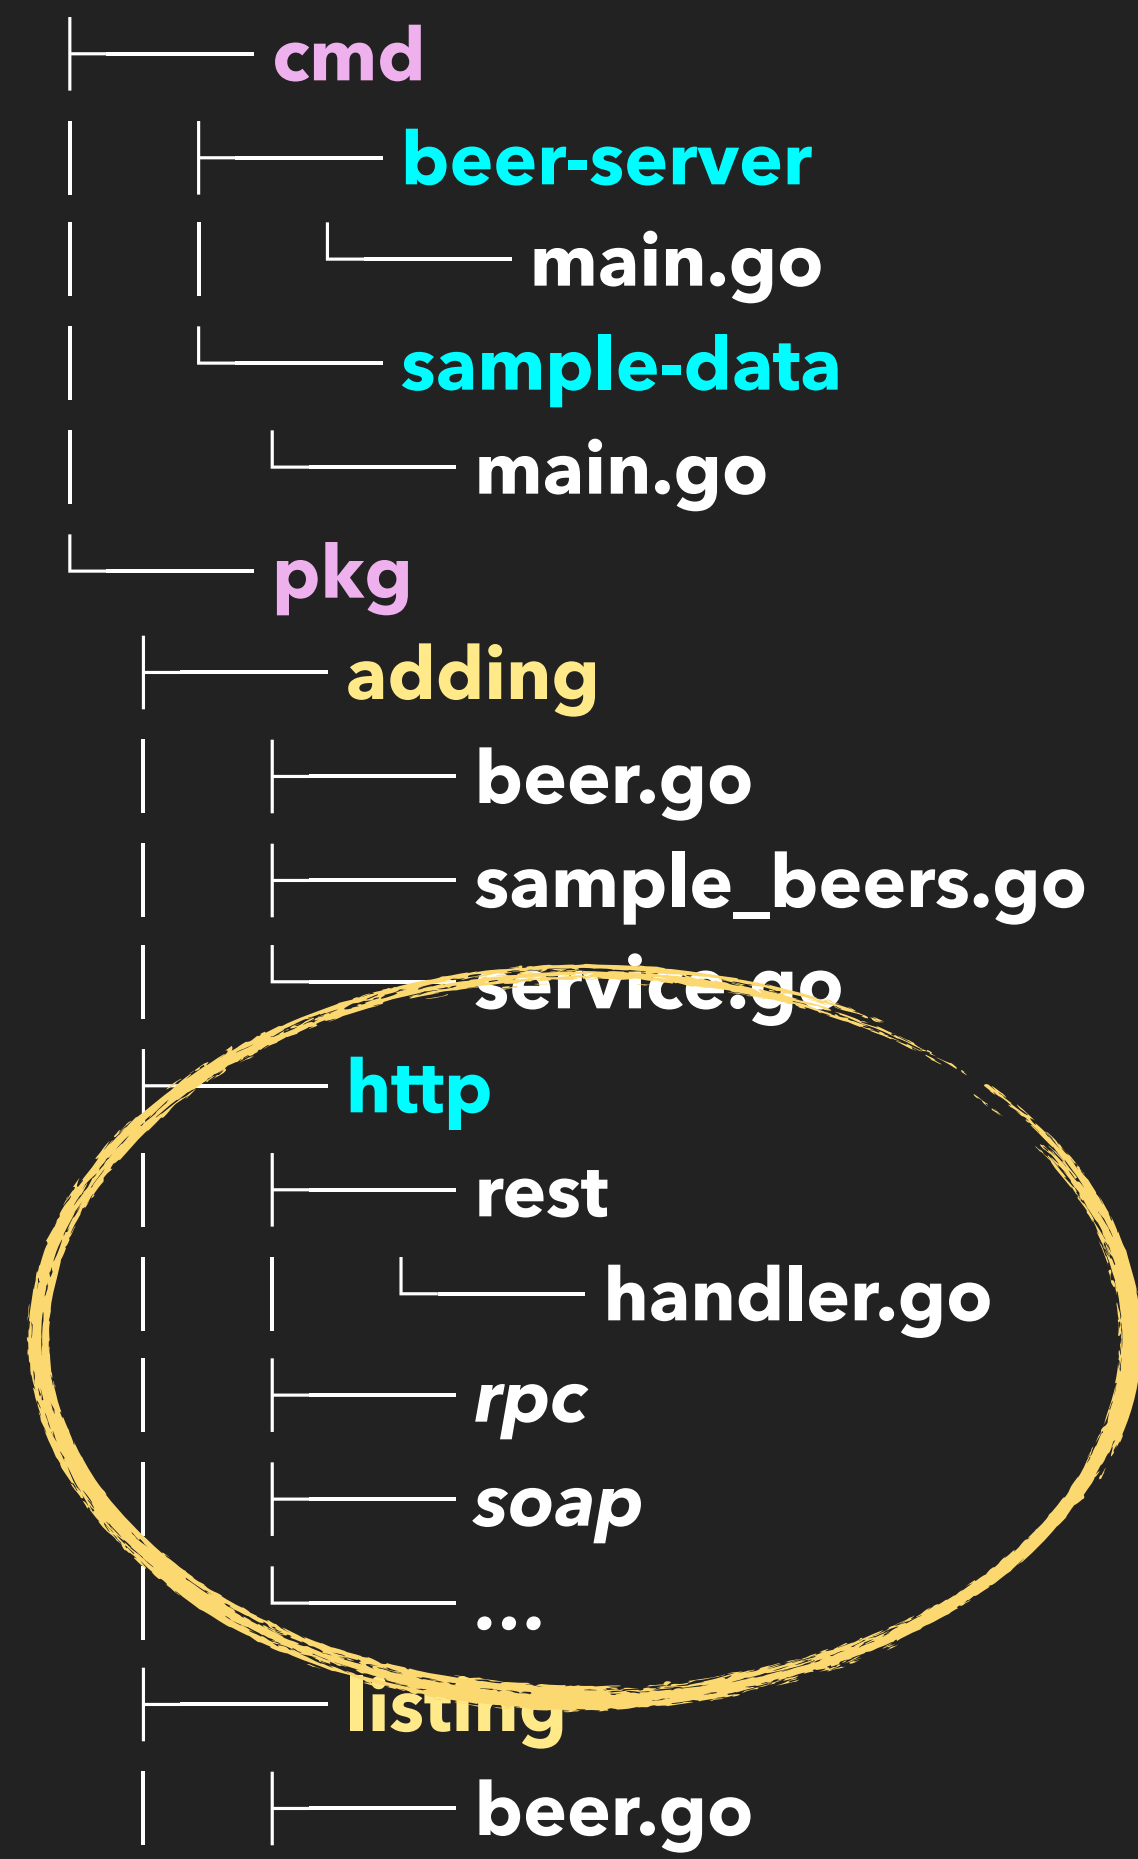 cmd
beer-server
main.go
sample-data
main.go
pkg
adding
beer.go
sample_beers.go
service.go
http
rest
handler.go
rpc
soap
...
listing
beer.go